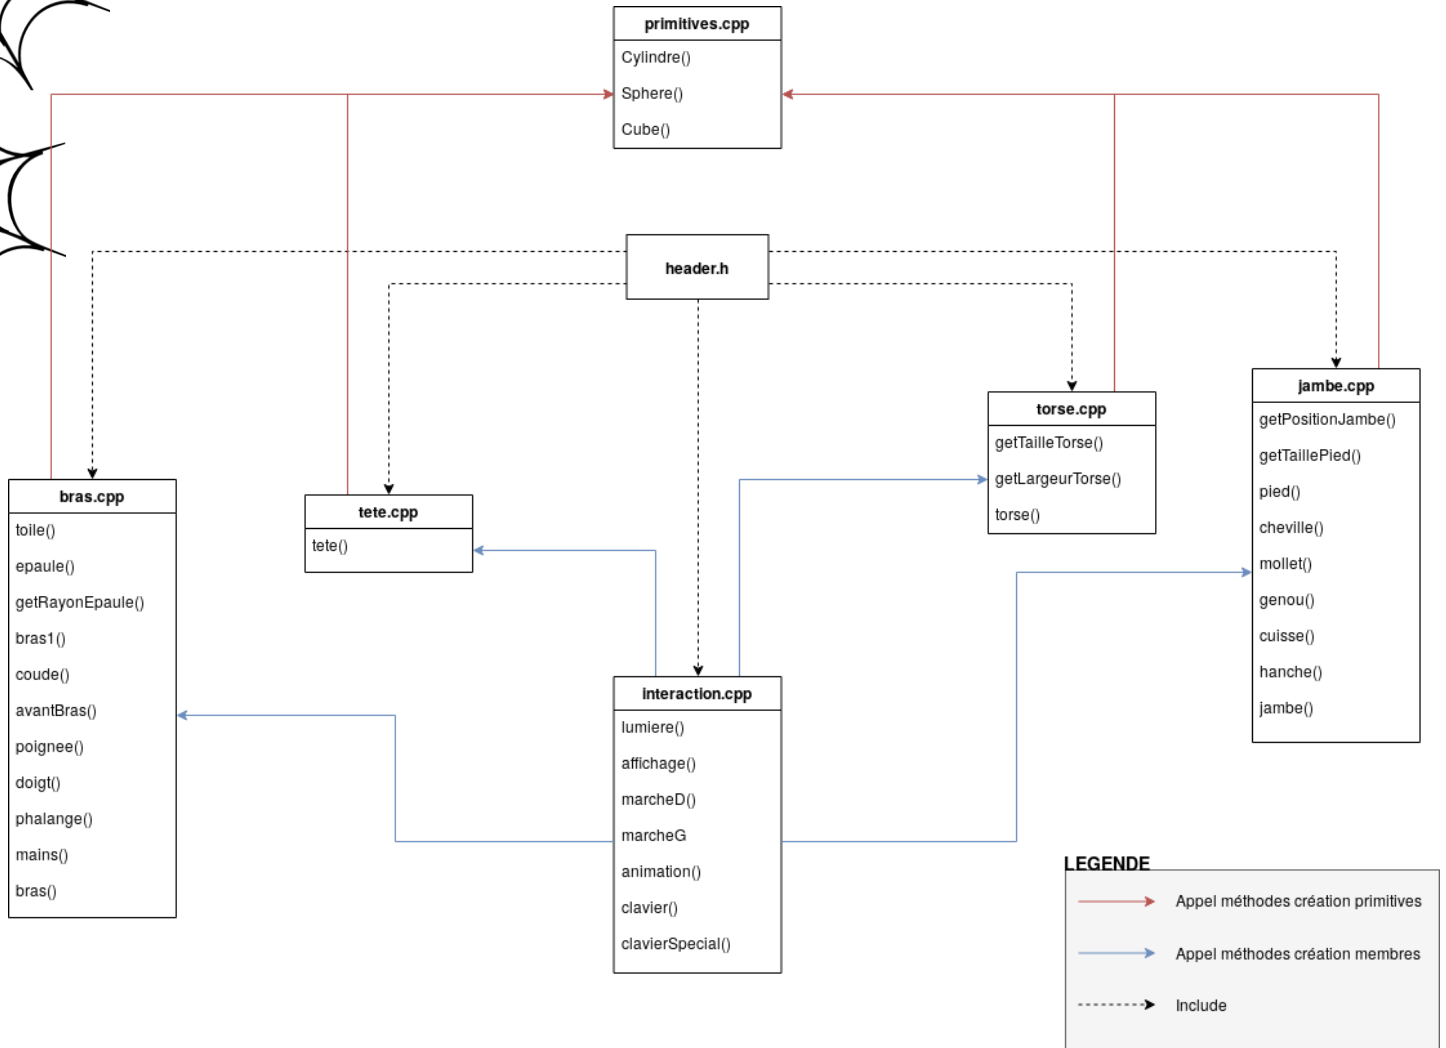 primitives.cpp
Cylindre()
Sphere()
Cube()
header.h
bras.cpp
toile()
epaule()
getRayonEpaule()
bras1()
coude()
avantBras()
poignee()
doigt()
phalange()
mains()
bras()
tete.cpp
tete()
interaction.cpp
lumiere()
affichage()
marcheD()
marcheG
animation()
clavier()
clavierSpecial()
torse.cpp
getTailleTorse()
getLargeurTorse()
torse()
jambe.cpp
getPositionJambe()
getTaillePied()
pied()
cheville()
mollet()
genou()
cuisse()
hanche()
jambe()
LEGENDE
Appel méthodes création primitives
Appel méthodes création membres
Include